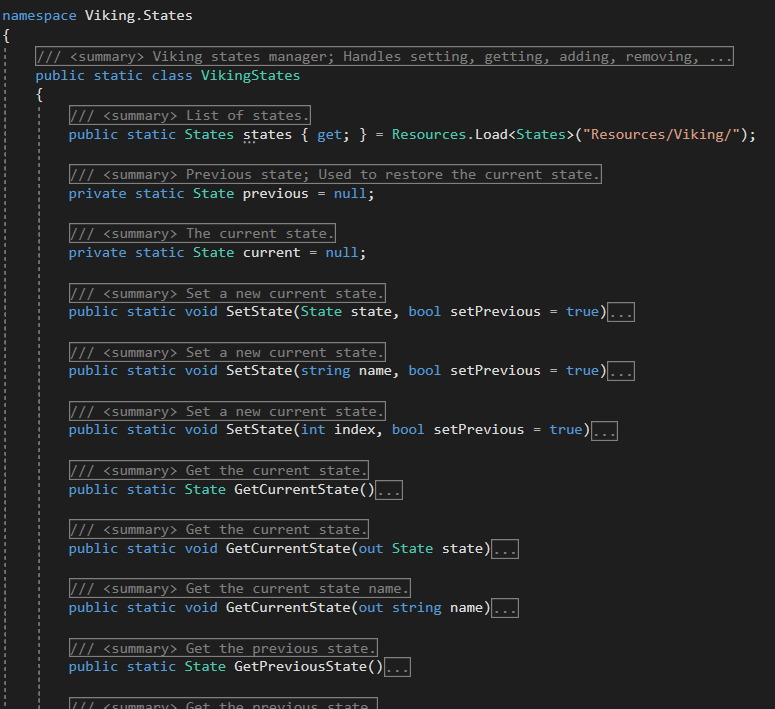 namespace Viking.States
{
/// <summary> Viking states manager; Handles setting, getting, adding, removing, ...
public static class VikingStates
{
/// <summary> List of states.
public static States states { get; } = Resources.Load<States>("Resources/Viking/");
/// <summary> Previous state; Used to restore the current state.
private static State previous = null;
/// <summary> The current state.
private static State current = null;
/// <summary> Set a new current state.
public static void SetState(State state, bool setPrevious = true)...
/// <summary> Set a new current state.
public static void SetState(string name, bool setPrevious = true)...
/// <summary> Set a new current state.
public static void SetState(int index, bool setPrevious = true)...
/// <summary> Get the current state.
public static State GetCurrentState()...
/// <summary> Get the current state.
public static void GetCurrentState(out State state)...
/// <summary> Get the current state name.
public static void GetCurrentState(out string name)...
/// <summary> Get the previous state.
public static State GetPreviousState()...
/// <summary> Get the previous state.